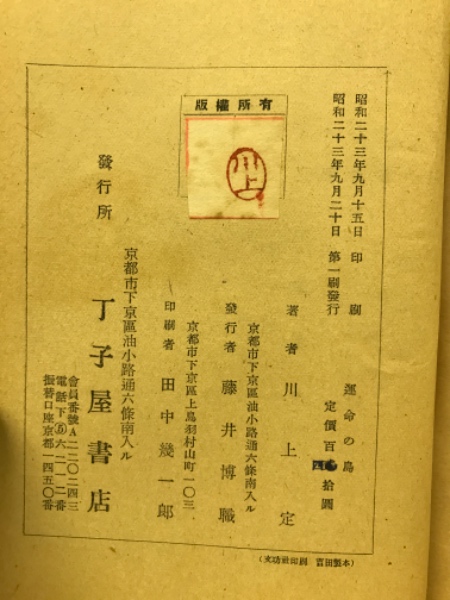 版權所有
川上
昭和二十三年九月十五日 印刷
昭和二十三年九月二十日 第一刷發行
運命の島
定價百 拾圓
著者 川上定
京都市下京區油小路通六條南入ル
發行者 藤井博職
京都市下京區上鳥羽村山町一〇三
印刷者 田中幾一郎
京都市下京區油小路通六條南入ル
發行所 丁子屋書店
會員番號A一二〇二四三
電話下⑤六二一二番
振替口座京都一四五〇番